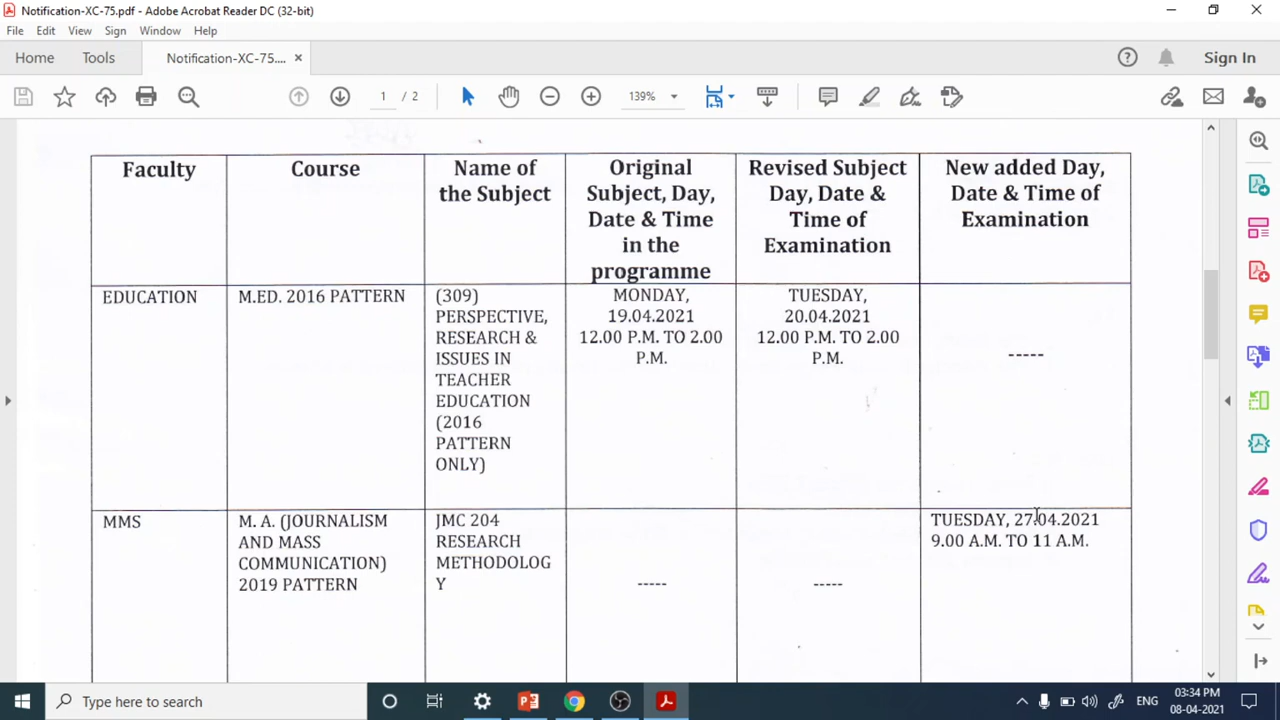 Notification-XC-75.pdf - Adobe Acrobat Reader DC (32-bit)
File Edit View Sign Window Help
Home Tools Notification-XC-75.... ×
Sign In
1 / 2
139%
Faculty
Course
Name of
the Subject
Original
Subject, Day,
Date & Time
in the
programme
Revised Subject
Day, Date &
Time of
Examination
New added Day,
Date & Time of
Examination
EDUCATION
M.ED. 2016 PATTERN
(309)
PERSPECTIVE,
RESEARCH &
ISSUES IN
TEACHER
EDUCATION
(2016
PATTERN
ONLY)
MONDAY,
19.04.2021
12.00 P.M. TO 2.00
P.M.
TUESDAY,
20.04.2021
12.00 P.M. TO 2.00
P.M.
-----
MMS
M. A. (JOURNALISM
AND MASS
COMMUNICATION)
2019 PATTERN
JMC 204
RESEARCH
METHODOLOG
Y
-----
-----
TUESDAY, 27.04.2021
9.00 A.M. TO 11 A.M.
Type here to search
ENG
03:34 PM
08-04-2021